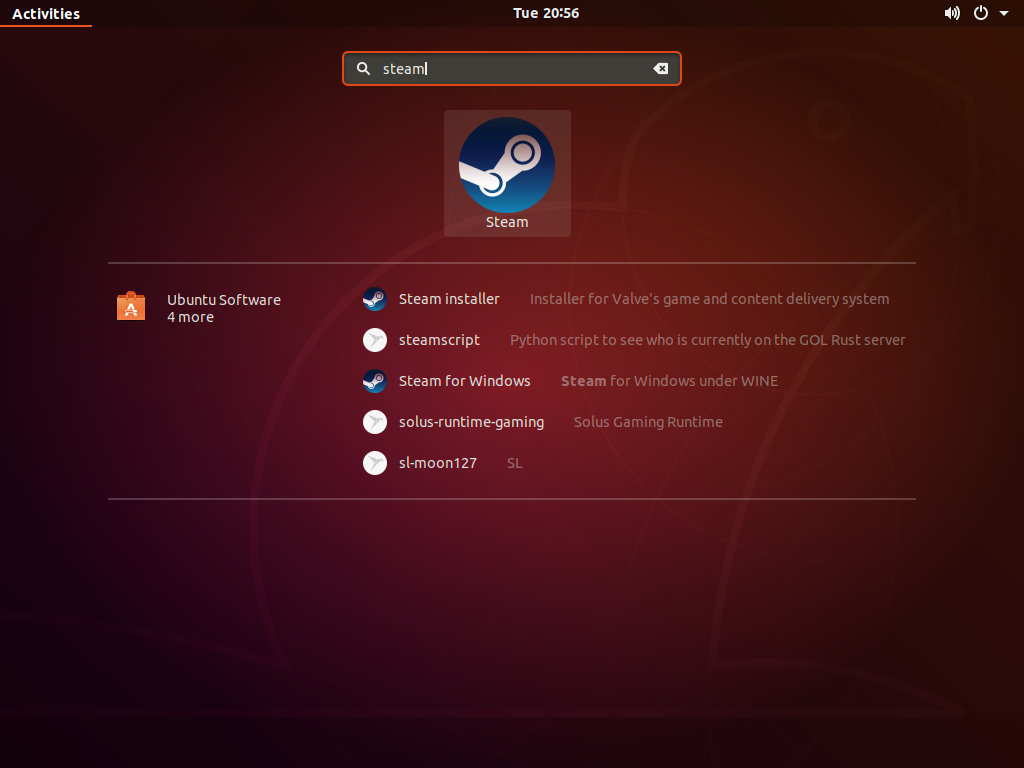 Activities
Tue 20:56
steam
Steam
Ubuntu Software
4 more
Steam installer Installer for Valve's game and content delivery system
steamscript Python script to see who is currently on the GOL Rust server
Steam for Windows Steam for Windows under WINE
solus-runtime-gaming Solus Gaming Runtime
sl-moon127 SL